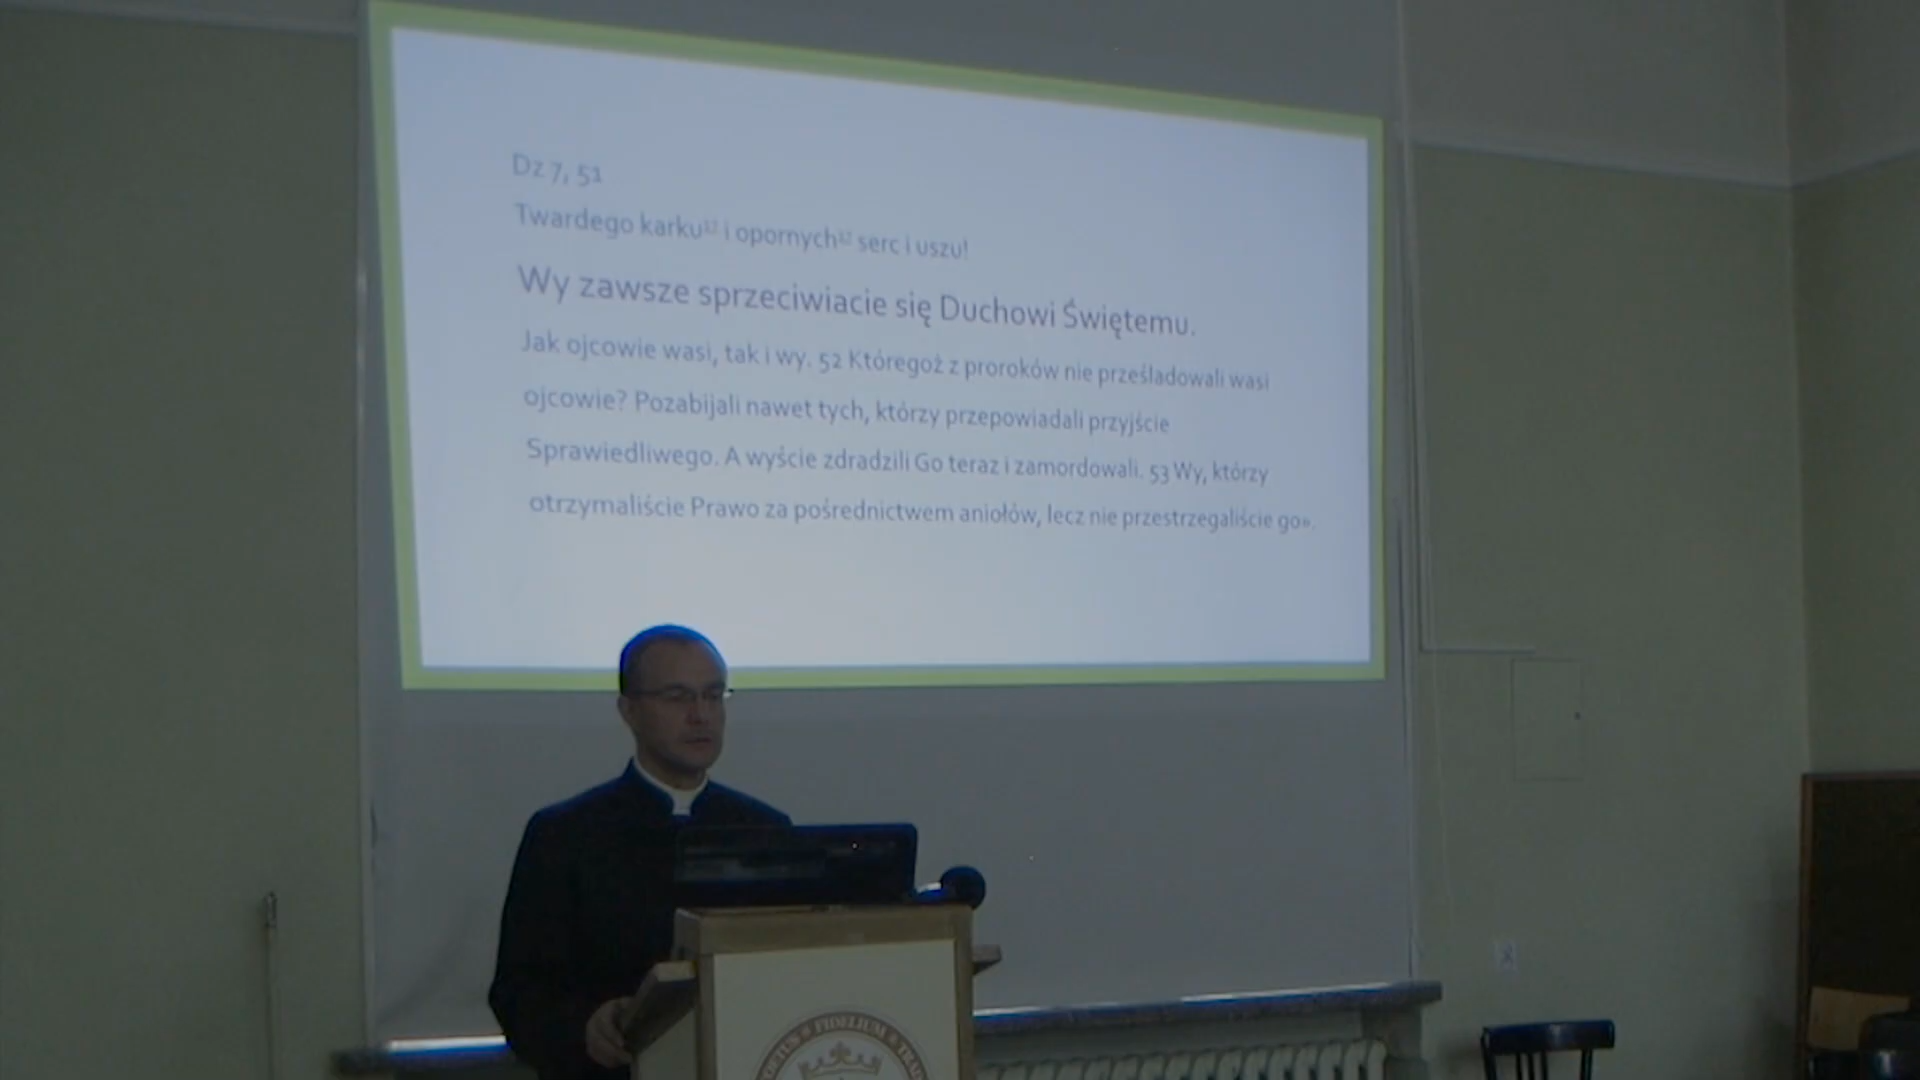 Dz 7, 51
Twardego karku i opornych serc i uszu!
Wy zawsze sprzeciwiacie się Duchowi Świętemu.
Jak ojcowie wasi, tak i wy. 52 Któregoż z proroków nie prześladowali wasi
ojcowie? Pozabijali nawet tych, którzy przepowiadali przyjście
Sprawiedliwego. A wyście zdradzili Go teraz i zamordowali. 53 Wy, którzy
otrzymaliście Prawo za pośrednictwem aniołów, lecz nie przestrzegaliście go».
FIDELIUM